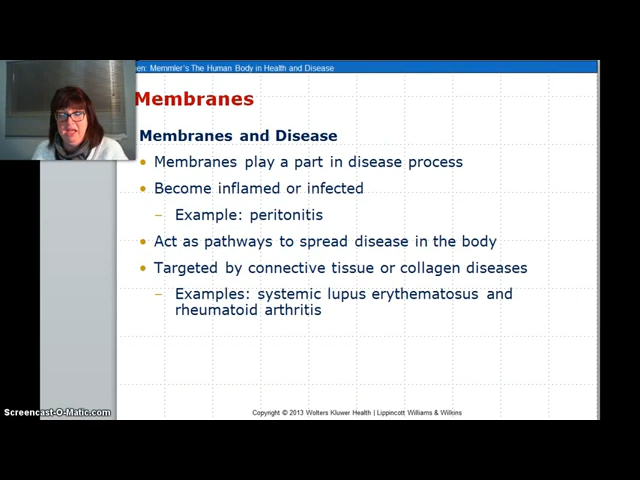 en: Memmler's The Human Body in Health and Disease
Membranes
Membranes and Disease
• Membranes play a part in disease process
• Become inflamed or infected
– Example: peritonitis
• Act as pathways to spread disease in the body
• Targeted by connective tissue or collagen diseases
– Examples: systemic lupus erythematosus and
rheumatoid arthritis
Screencast-O-Matic.com
Copyright © 2013 Wolters Kluwer Health | Lippincott Williams & Wilkins